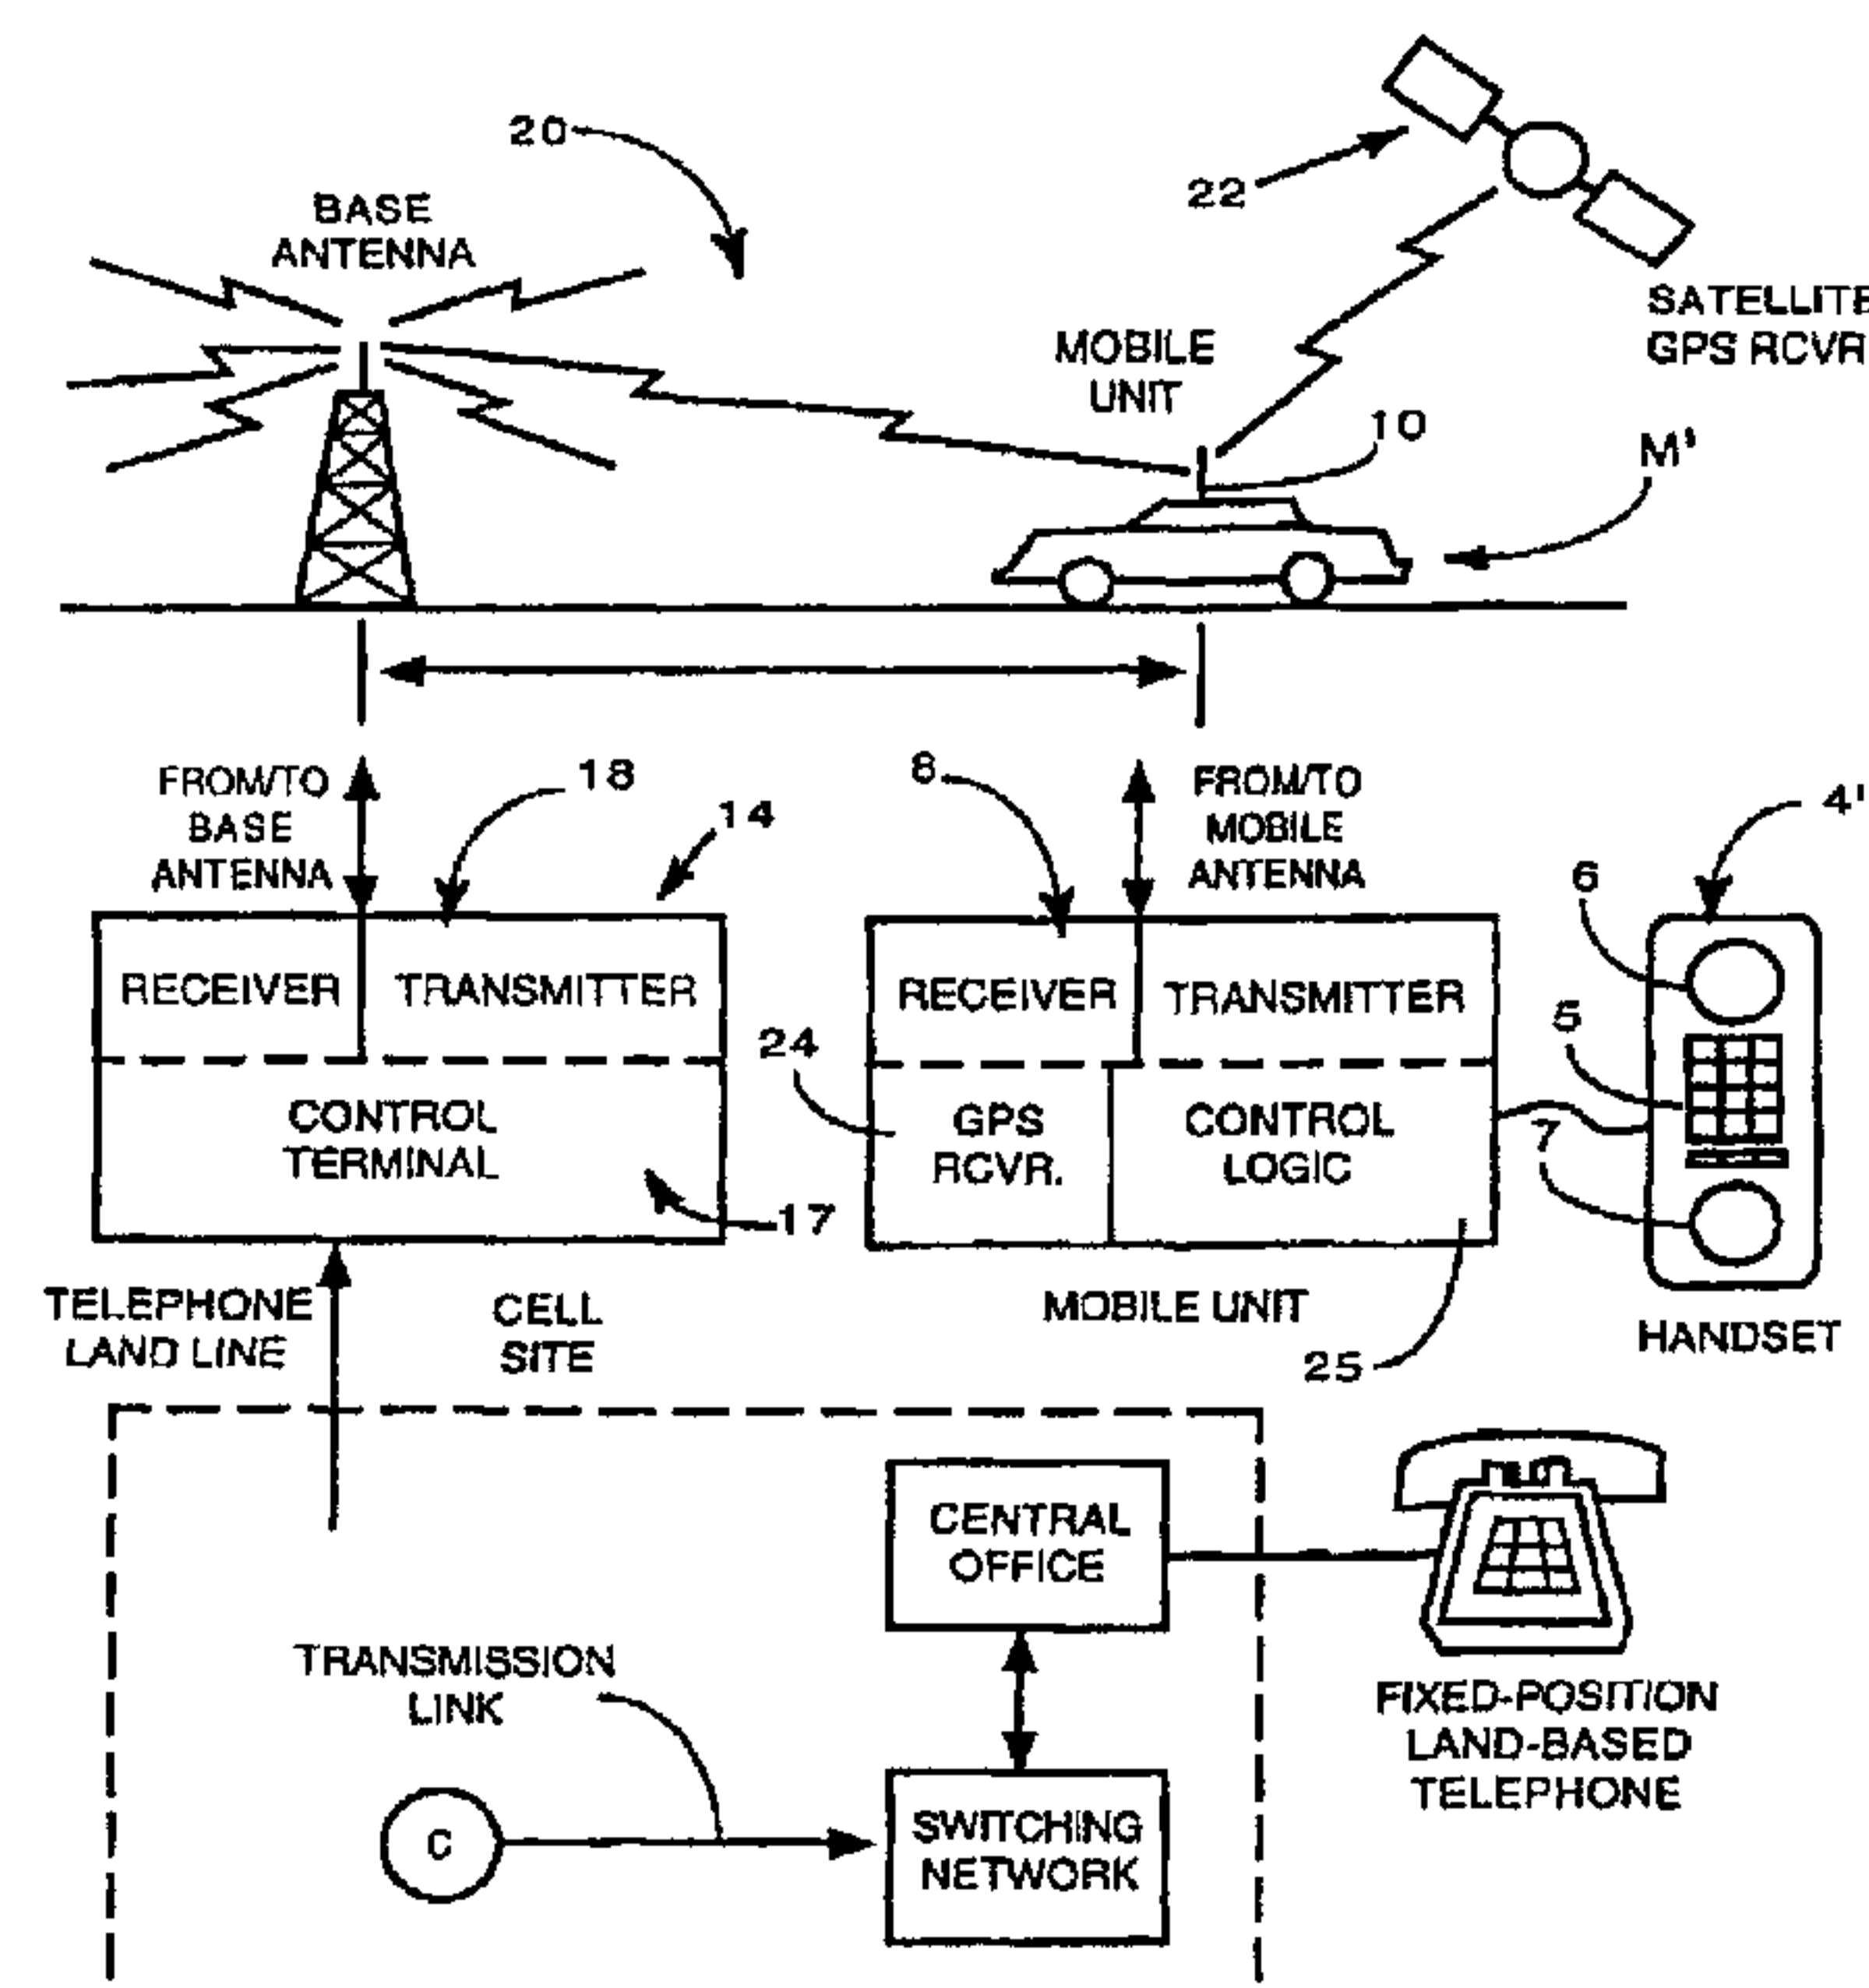 20
22
BASE
ANTENNA
SATELLITE
GPS RCVR
MOBILE
UNIT
10
M'
FROM/TO
BASE
ANTENNA
18
14
8
FROM/TO
MOBILE
ANTENNA
4'
6
RECEIVER
TRANSMITTER
RECEIVER
TRANSMITTER
5
24
CONTROL
TERMINAL
GPS
RCVR.
CONTROL
LOGIC
7
17
TELEPHONE
LAND LINE
CELL
SITE
MOBILE UNIT
25
HANDSET
CENTRAL
OFFICE
TRANSMISSION
LINK
FIXED-POSITION
LAND-BASED
TELEPHONE
C
SWITCHING
NETWORK